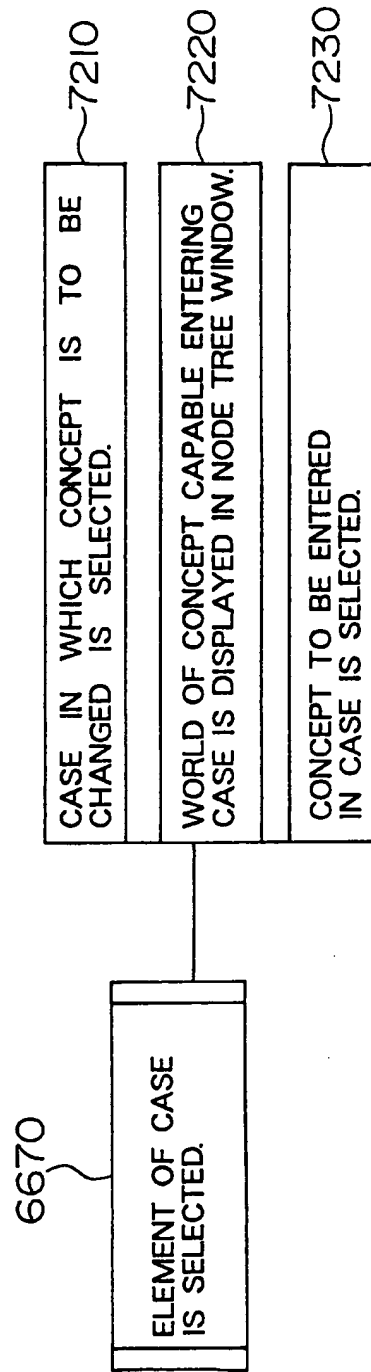 6670
ELEMENT OF CASE
IS SELECTED.
CASE IN WHICH CONCEPT IS TO BE
CHANGED IS SELECTED.
7210
WORLD OF CONCEPT CAPABLE ENTERING
CASE IS DISPLAYED IN NODE TREE WINDOW.
7220
CONCEPT TO BE ENTERED
IN CASE IS SELECTED.
7230